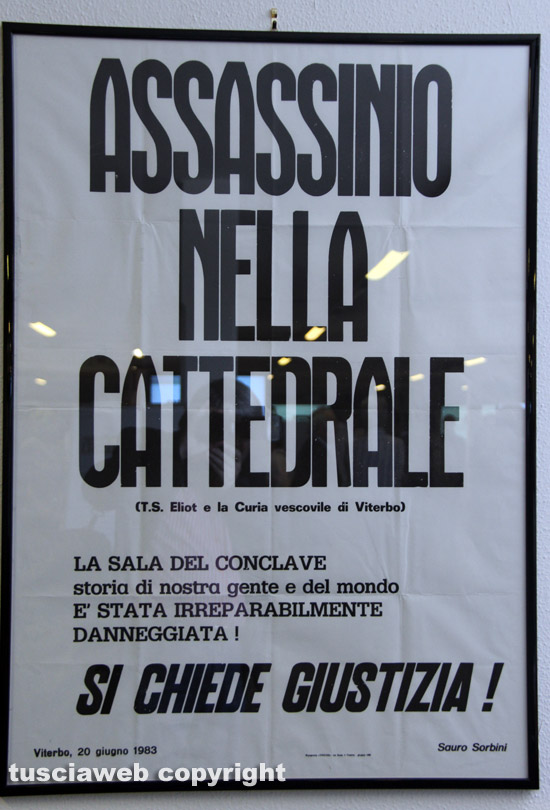 ASSASSINIO
NELLA
CATTEDRALE
(T.S. Eliot e la Curia vescovile di Viterbo)
LA SALA DEL CONCLAVE
storia di nostra gente e del mondo
E' STATA IRREPARABILMENTE
DANNEGGIATA !
SI CHIEDE GIUSTIZIA !
Viterbo, 20 giugno 1983
Sauro Sorbini
tusciaweb copyright